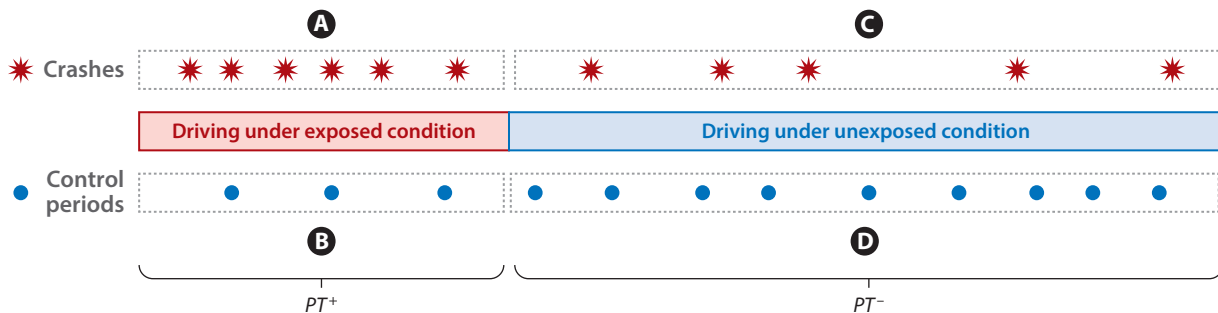 A
C
Crashes
Driving under exposed condition
Driving under unexposed condition
Control
periods
B
D
PT⁺
PT⁻